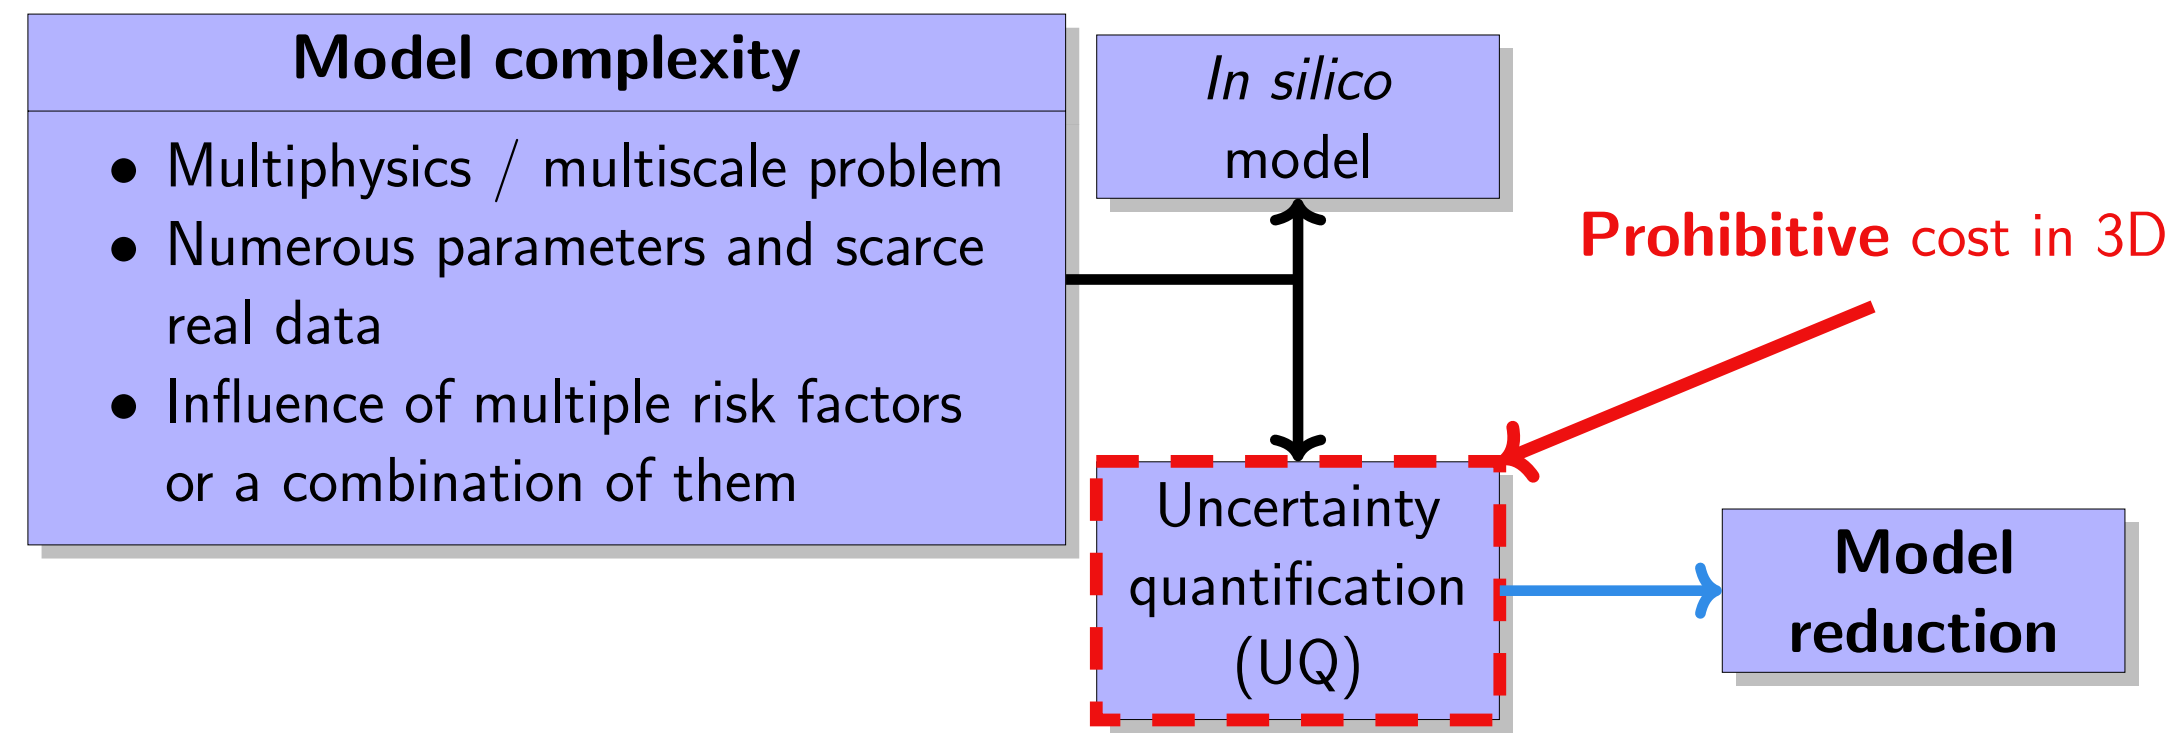 Model complexity
• Multiphysics / multiscale problem
• Numerous parameters and scarce
real data
• Influence of multiple risk factors
or a combination of them
In silico
model
Prohibitive cost in 3D
Uncertainty
quantification
(UQ)
Model
reduction